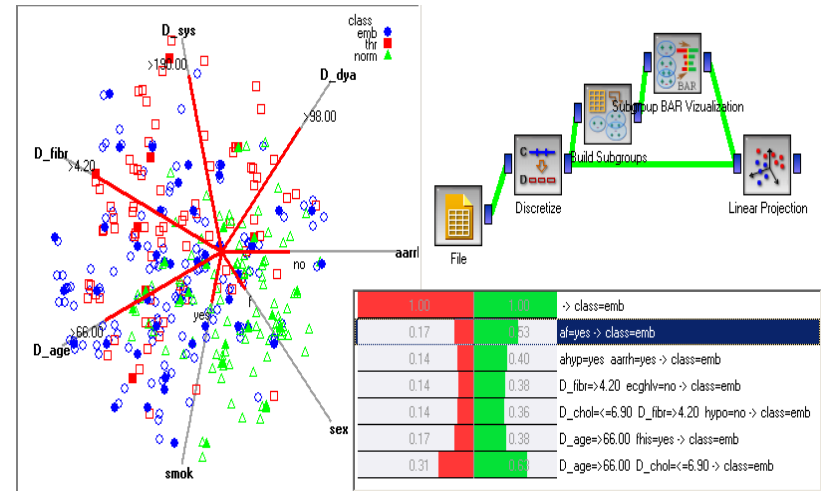 class
emb
thr
norm
D_sys
>190.00
D_dya
>98.00
D_fibr
>4.20
no
>66.00
D_age
yes
f
sex
smok
BAR
Subgroup BAR Vizualization
Build Subgroups
C
D
Discretize
Linear Projection
File
1.00 1.00 -> class=emb
0.17 0.53 af=yes -> class=emb
0.14 0.40 ahyp=yes aarrh=yes -> class=emb
0.14 0.38 D_fibr=>4.20 ecghlv=no -> class=emb
0.14 0.36 D_chol=<=6.90 D_fibr=>4.20 hypo=no -> class=emb
0.17 0.38 D_age=>66.00 fhis=yes -> class=emb
0.31 0.68 D_age=>66.00 D_chol=<=6.90 -> class=emb